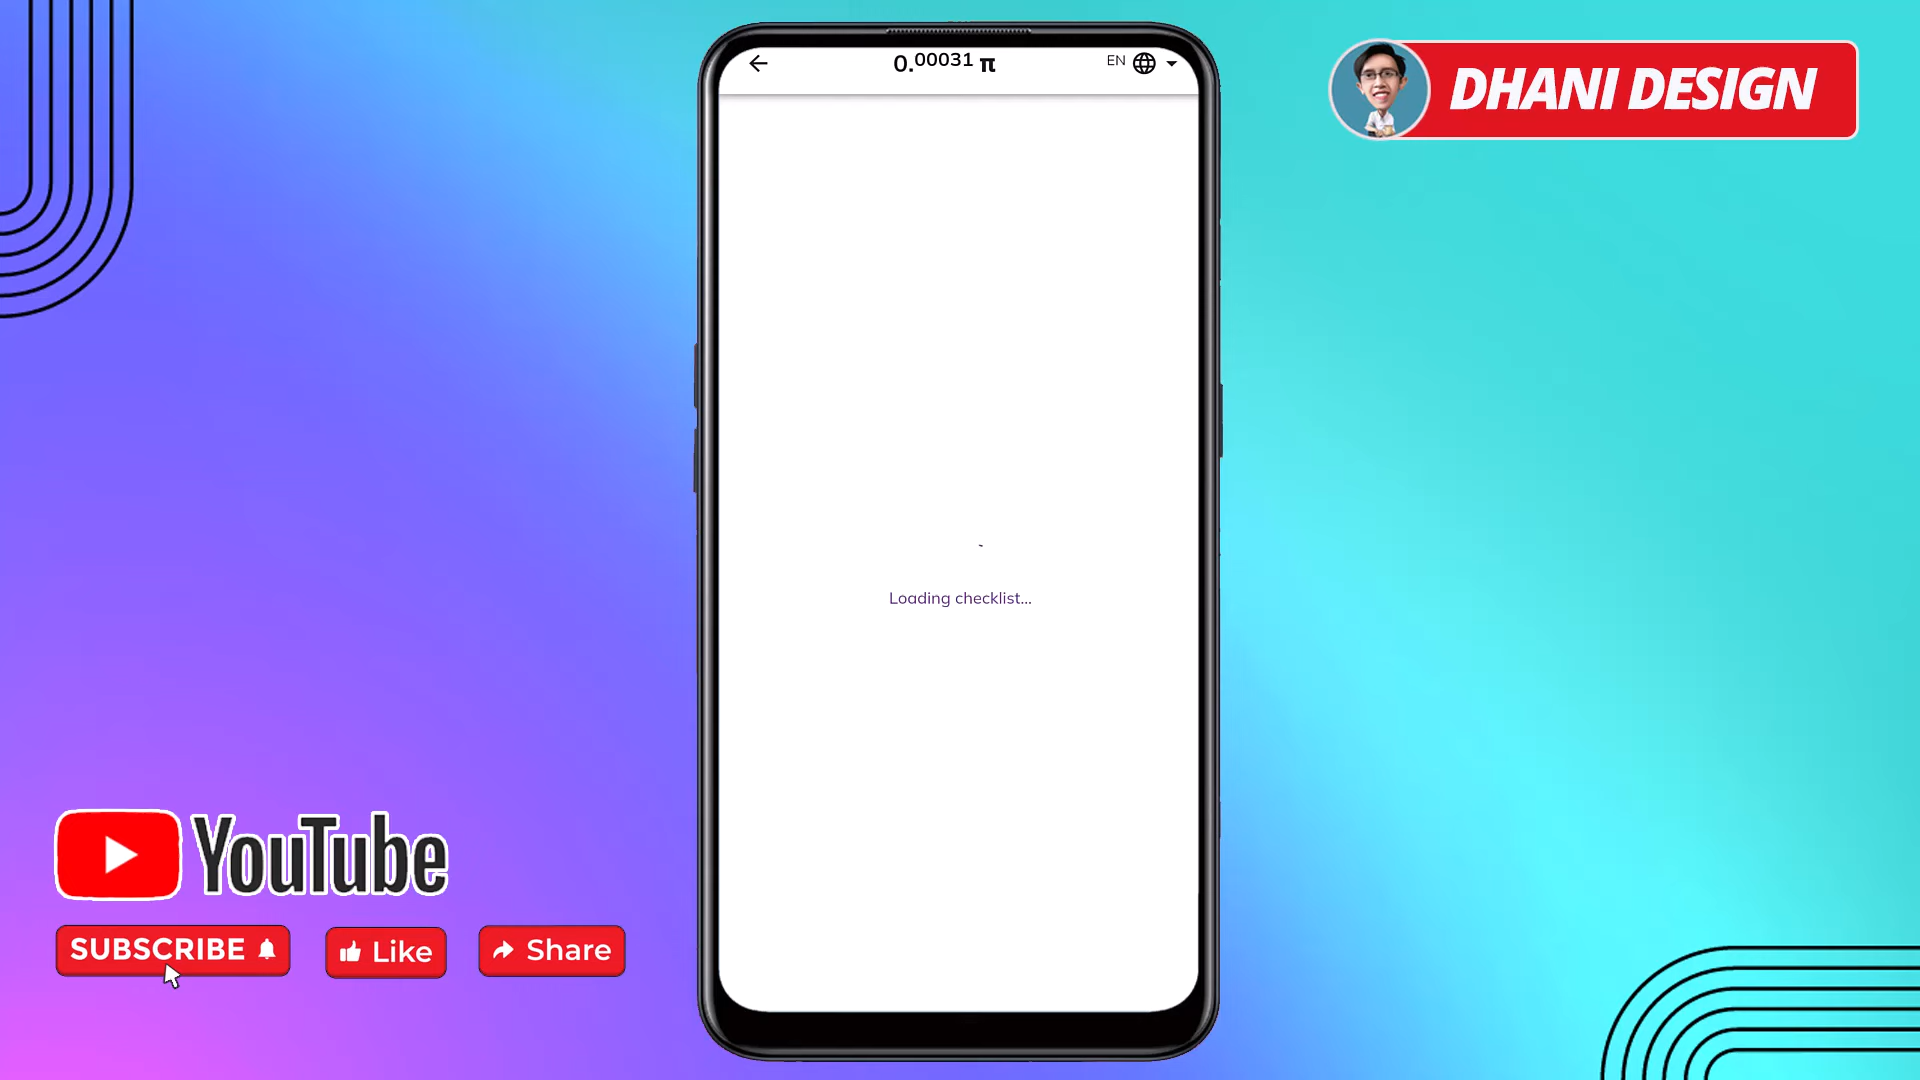 0.00031 π
EN
DHANI DESIGN
Loading checklist...
YouTube
SUBSCRIBE
Like
Share